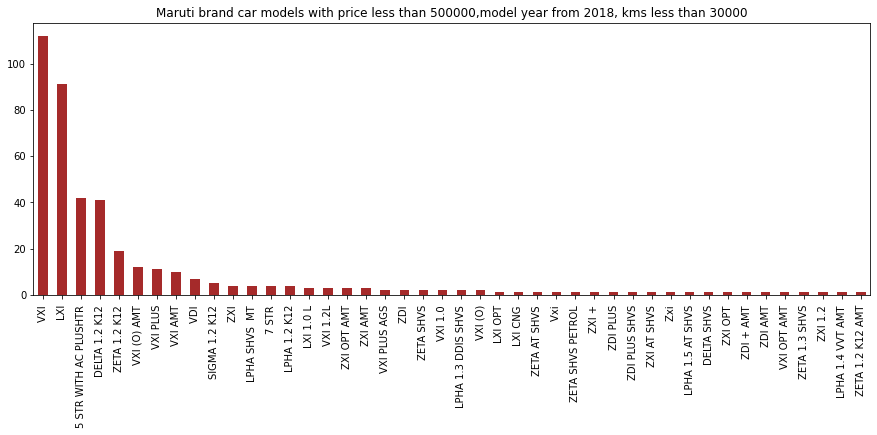 Maruti brand car models with price less than 500000,model year from 2018, kms less than 30000
100
80
60
40
20
0
VXI
LXI
5 STR WITH AC PLUSHTR
DELTA 1.2 K12
ZETA 1.2 K12
VXI (O) AMT
VXI PLUS
VXI AMT
VDI
SIGMA 1.2 K12
ZXI
LPHA SHVS  MT
7 STR
LPHA 1.2 K12
LXI 1.0 L
VXI 1.2L
ZXI OPT AMT
ZXI AMT
VXI PLUS AGS
ZDI
ZETA SHVS
VXI 1.0
LPHA 1.3 DDIS SHVS
VXI (O)
LXI OPT
LXI CNG
ZETA AT SHVS
Vxi
ZETA SHVS PETROL
ZXI +
ZDI PLUS
ZDI PLUS SHVS
ZXI AT SHVS
Zxi
LPHA 1.5 AT SHVS
DELTA SHVS
ZXI OPT
ZDI + AMT
ZDI AMT
VXI OPT AMT
ZETA 1.3 SHVS
ZXI 1.2
LPHA 1.4 VVT AMT
ZETA 1.2 K12 AMT